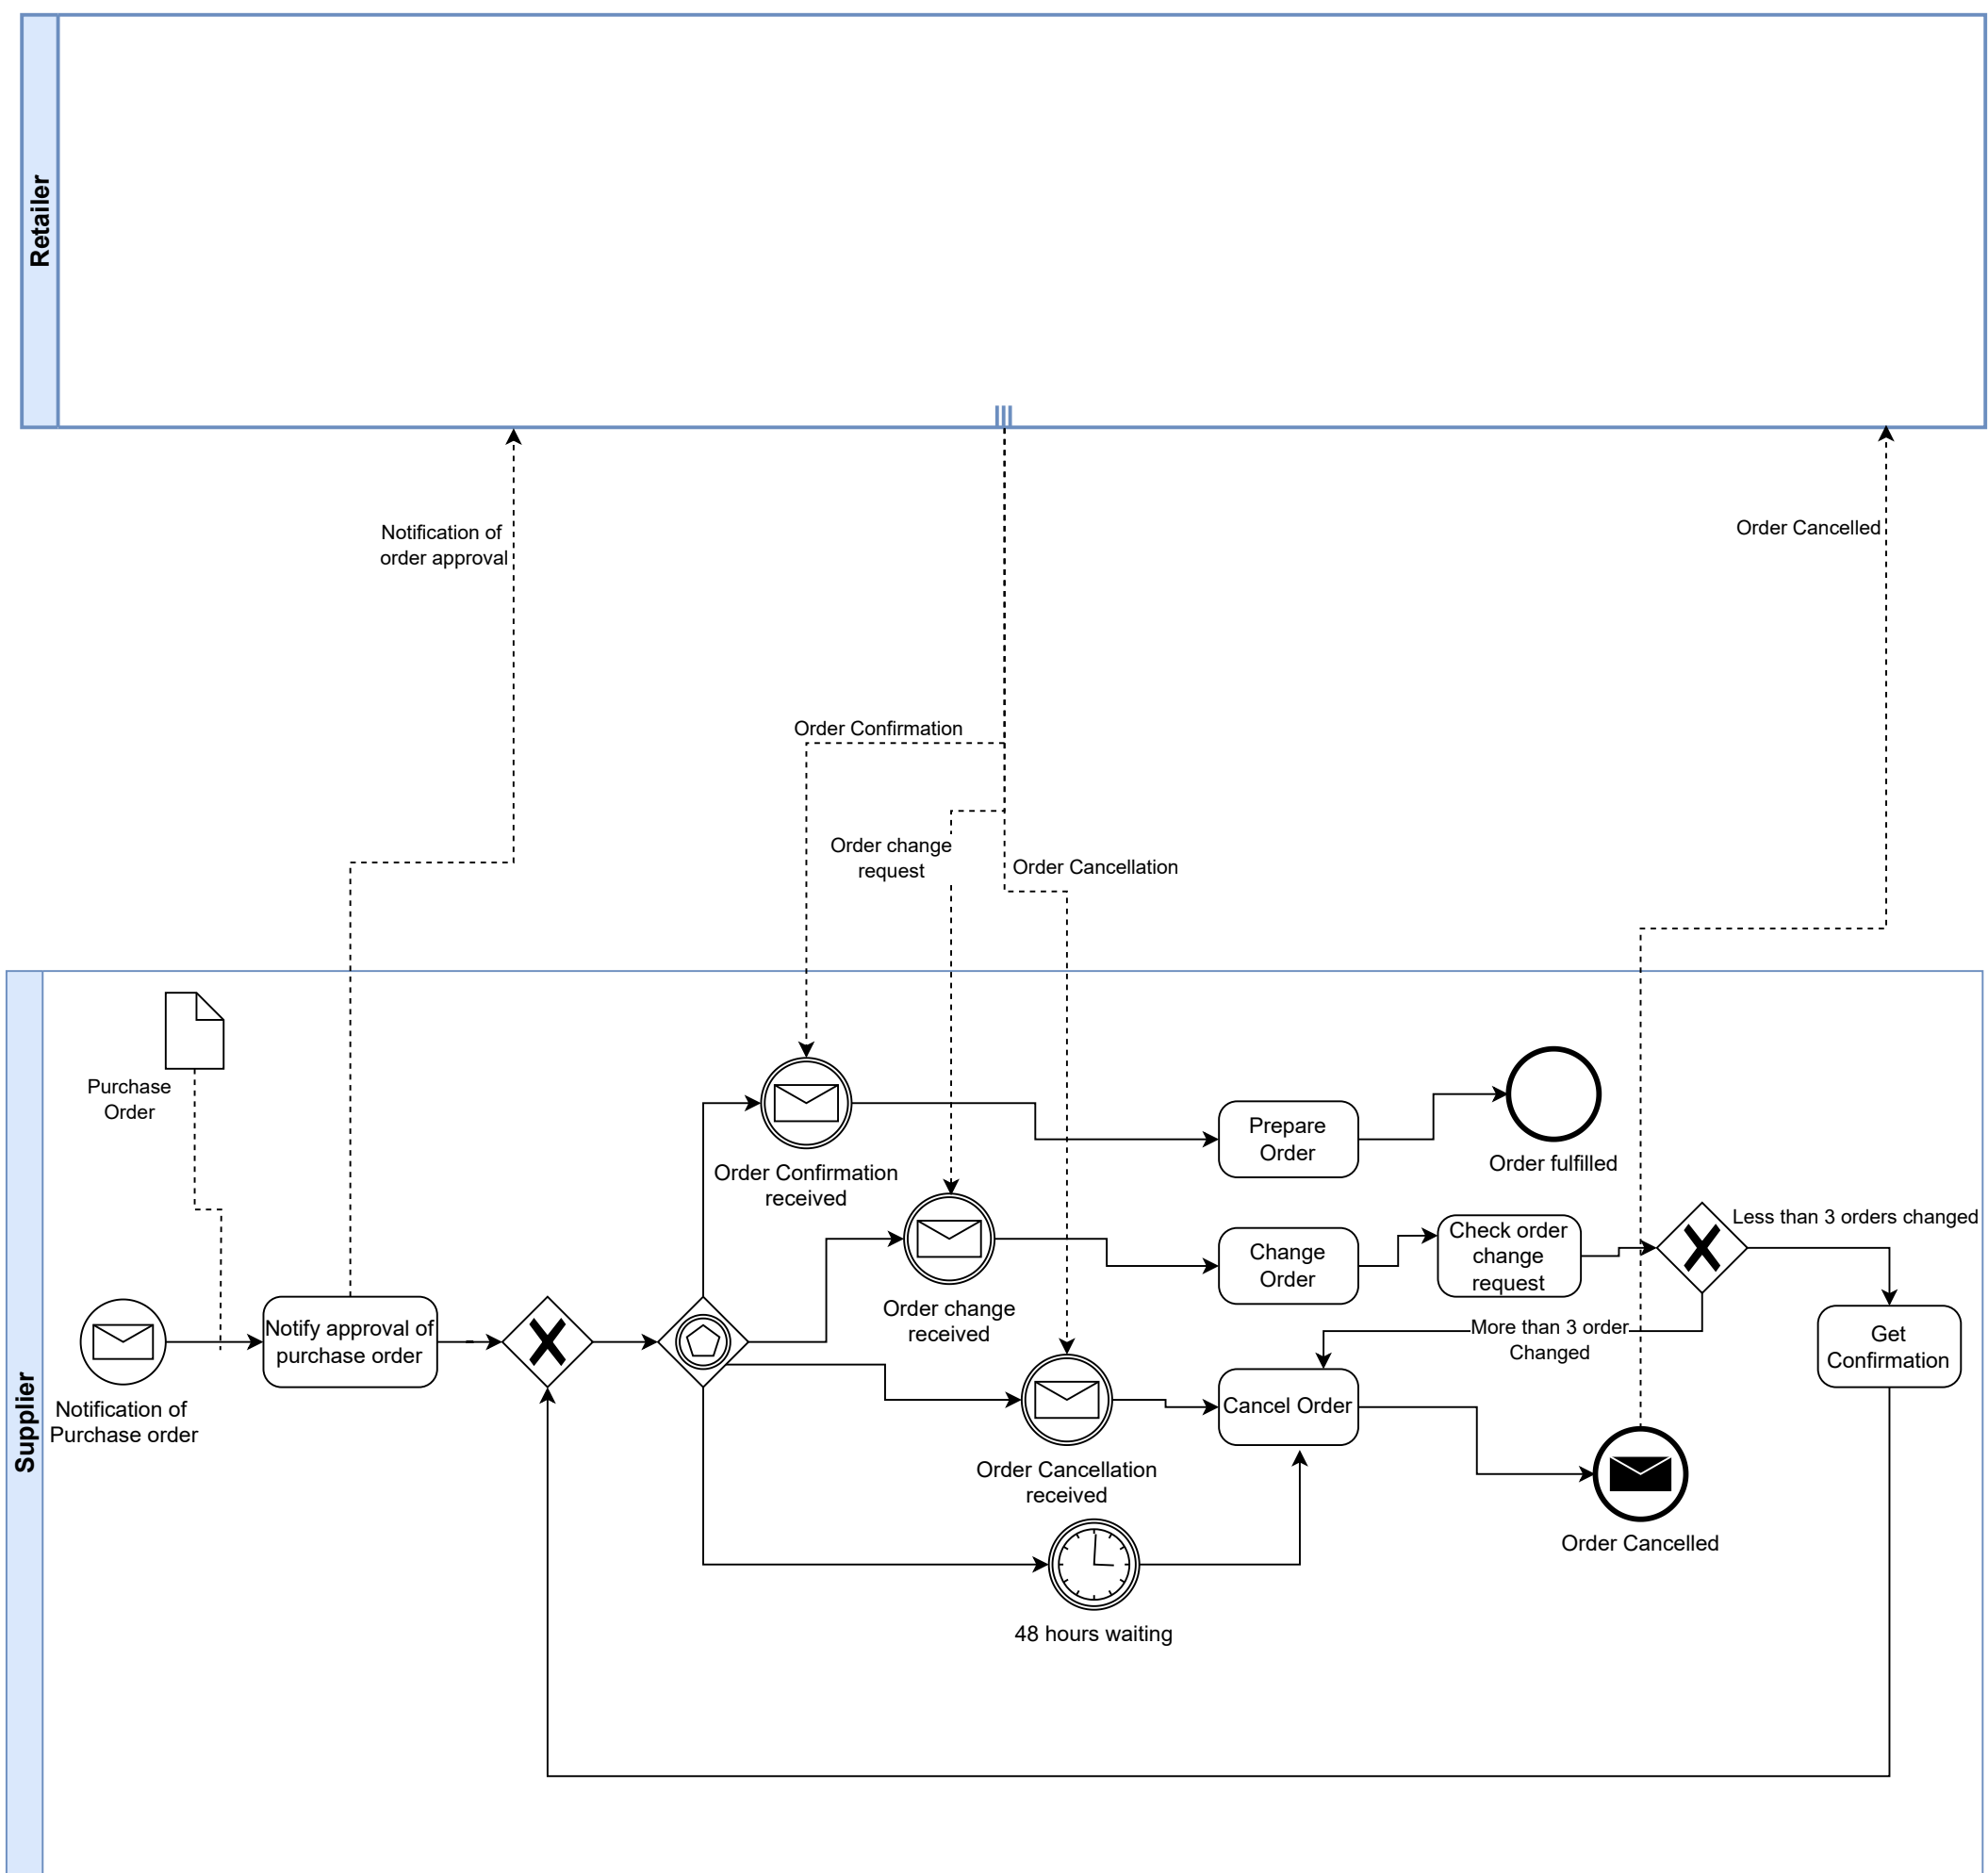 Retailer
Notification of
order approval
Order Cancelled
Order Confirmation
Order change
request
Order Cancellation
Supplier
Purchase
Order
Notification of
Purchase order
Notify approval of
purchase order
Order Confirmation
received
Order change
received
Order Cancellation
received
48 hours waiting
Prepare
Order
Order fulfilled
Change
Order
Check order
change
request
Less than 3 orders changed
More than 3 order
Changed
Get
Confirmation
Cancel Order
Order Cancelled